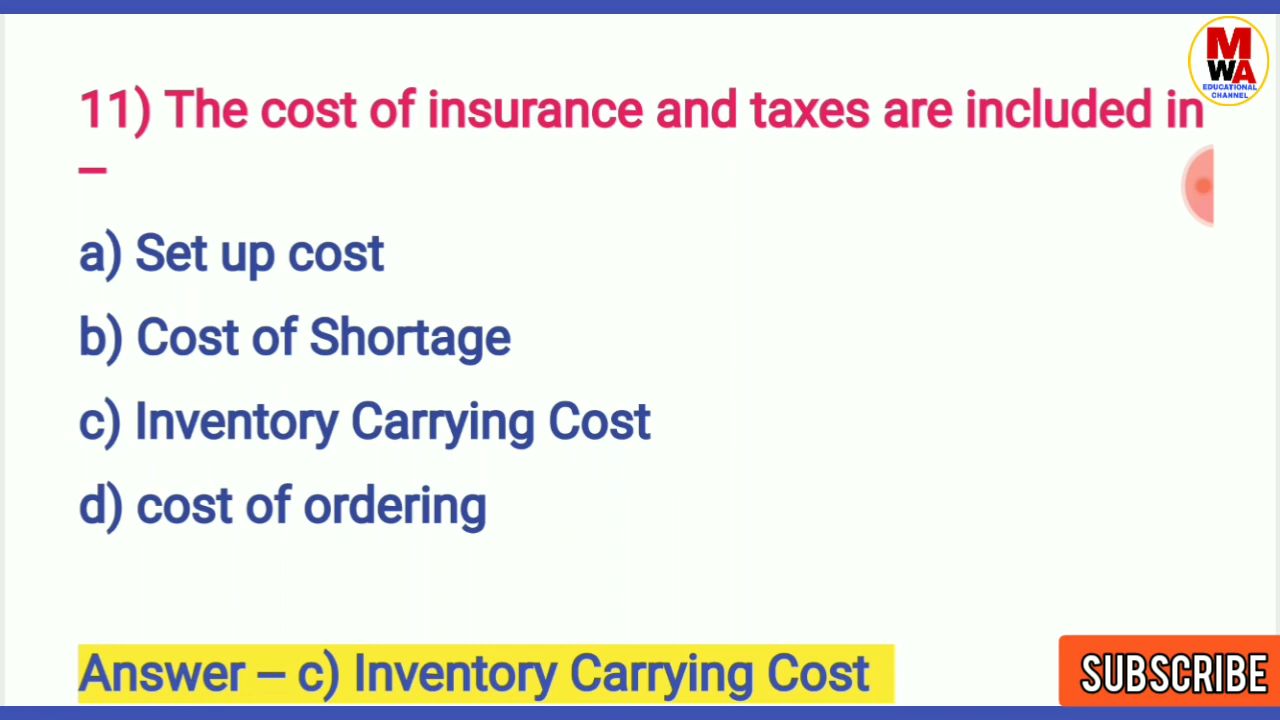 M
WA
EDUCATIONAL
CHANNEL
11) The cost of insurance and taxes are included in
–
a) Set up cost
b) Cost of Shortage
c) Inventory Carrying Cost
d) cost of ordering
Answer – c) Inventory Carrying Cost
SUBSCRIBE